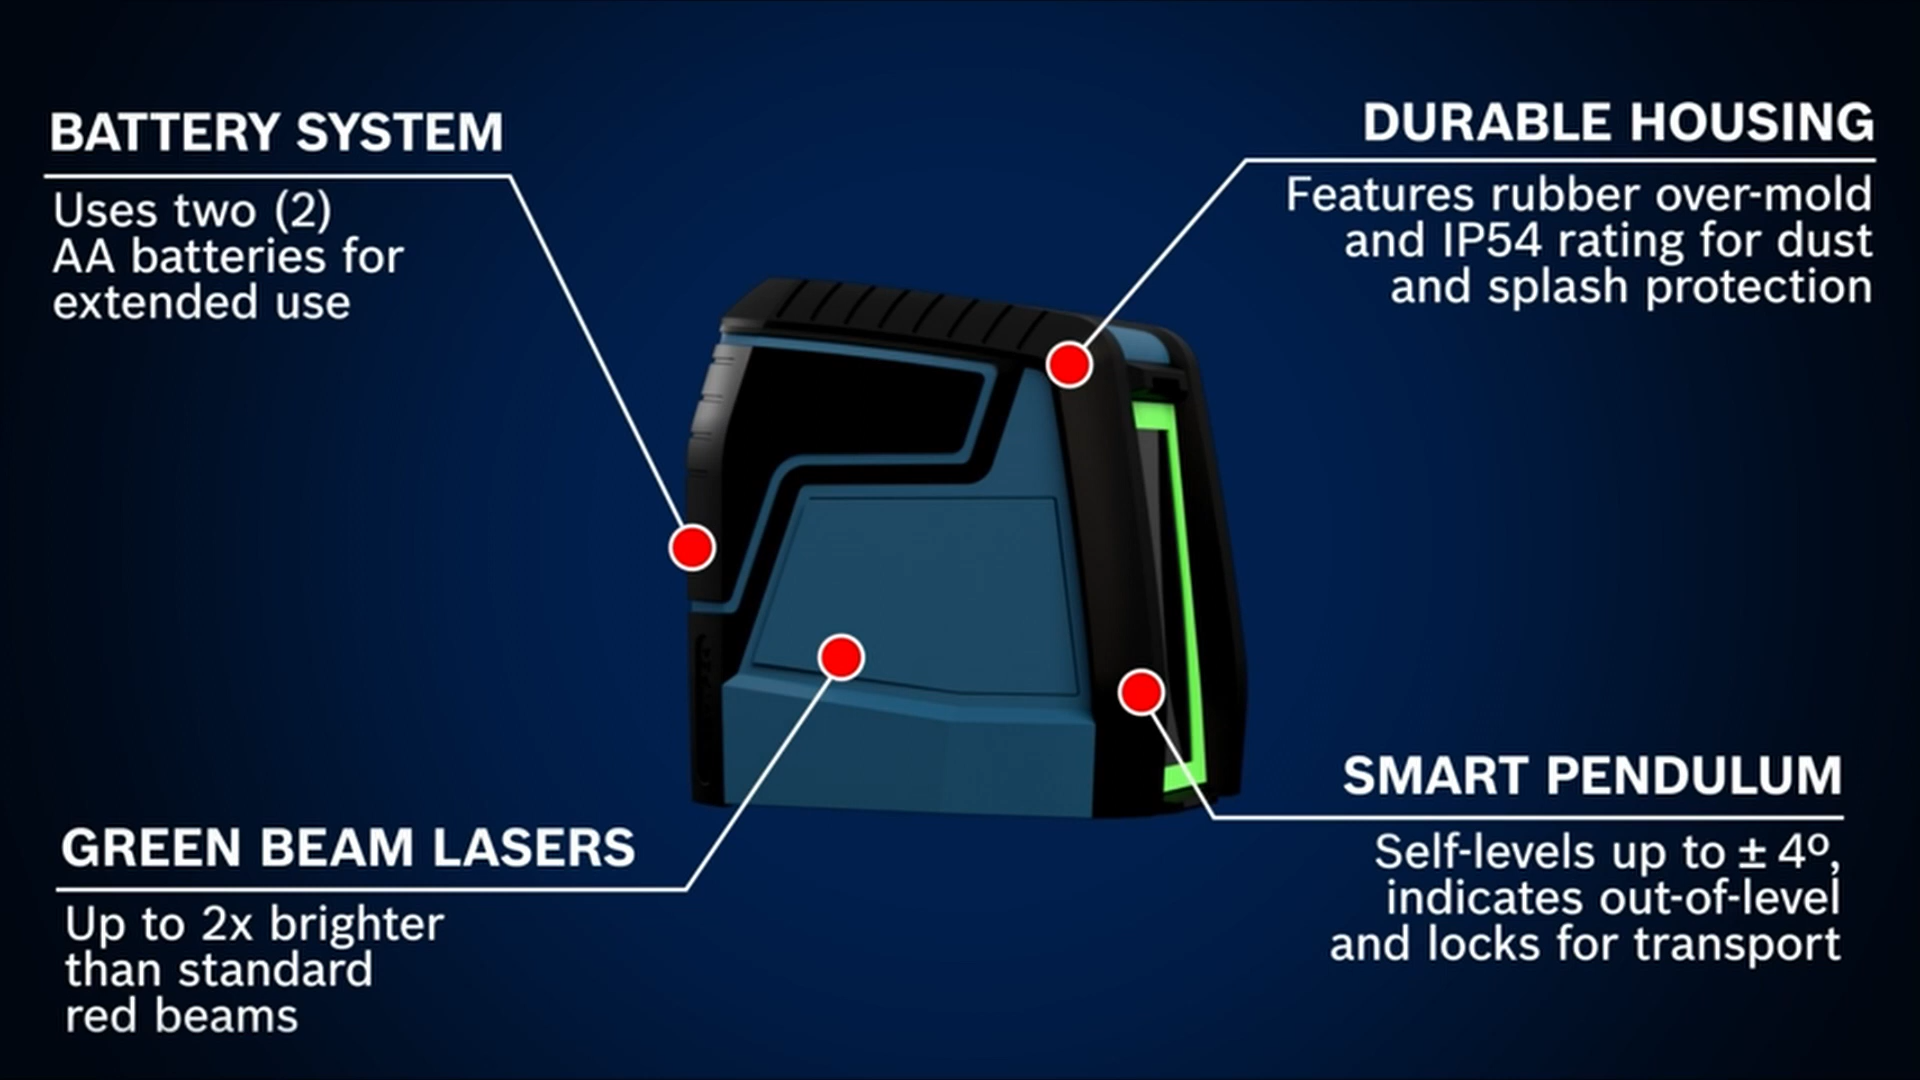 BATTERY SYSTEM
Uses two (2)
AA batteries for
extended use
DURABLE HOUSING
Features rubber over-mold
and IP54 rating for dust
and splash protection
GREEN BEAM LASERS
Up to 2x brighter
than standard
red beams
SMART PENDULUM
Self-levels up to ± 4º,
indicates out-of-level
and locks for transport